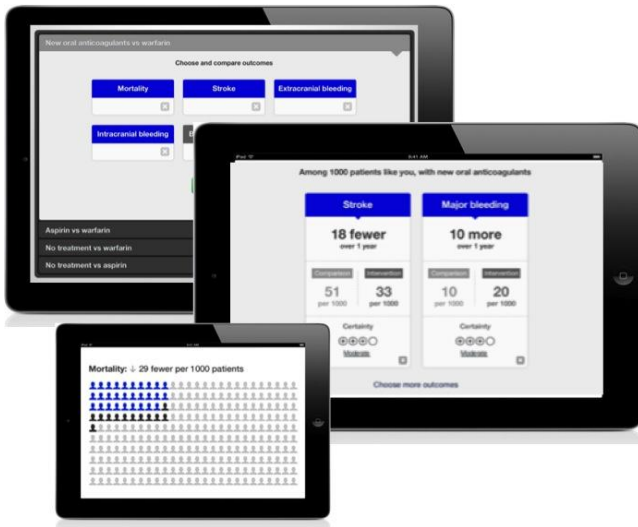 New oral anticoagulants vs warfarin
Choose and compare outcomes
Mortality
Stroke
Extracranial bleeding
Intracranial bleeding
B
Aspirin vs warfarin
No treatment vs warfarin
No treatment vs aspirin
iPad
9:41 AM
Among 1000 patients like you, with new oral anticoagulants
Stroke
Major bleeding
18 fewer
over 1 year
10 more
over 1 year
Comparison
Intervention
Comparison
Intervention
51
per 1000
33
per 1000
10
per 1000
20
per 1000
Certainty
Moderate
Certainty
Moderate
Choose more outcomes
Mortality: ↓ 29 fewer per 1000 patients